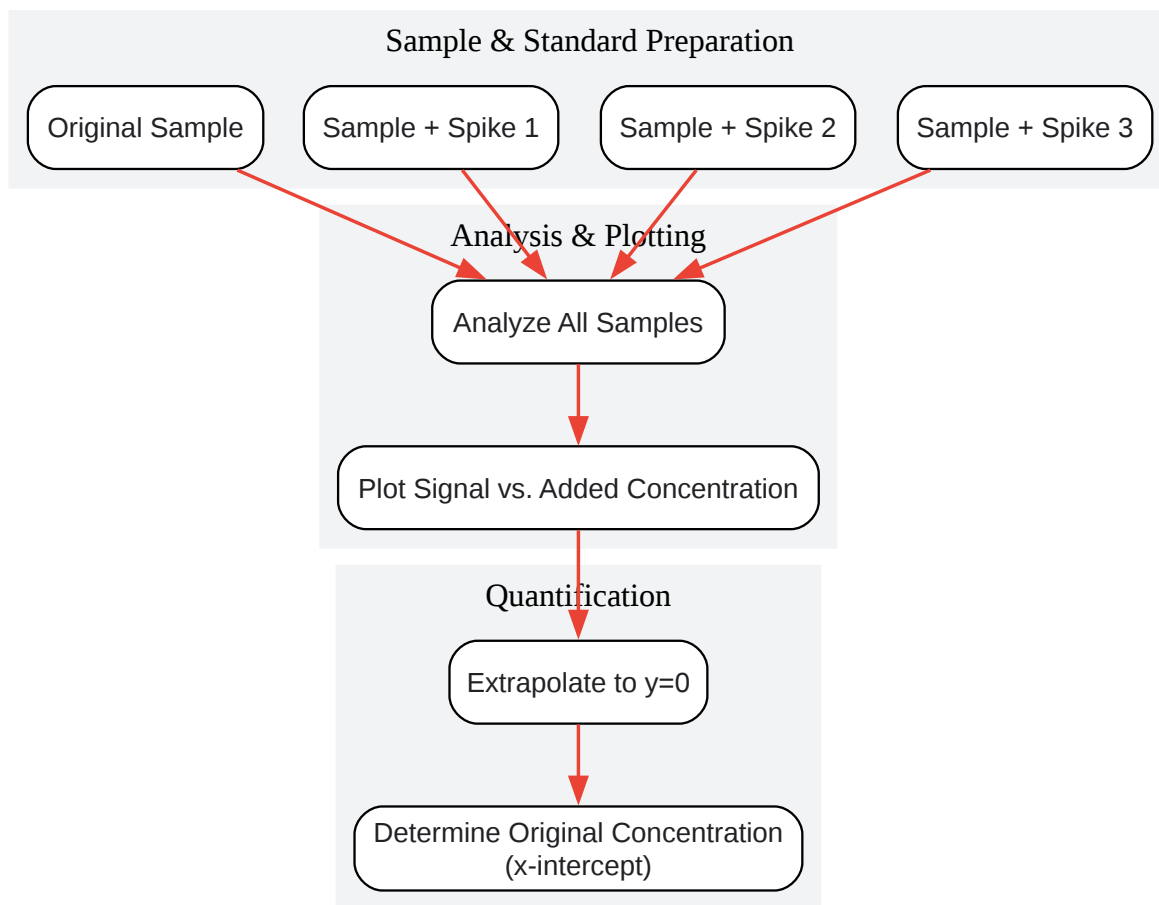 Sample & Standard Preparation
Original Sample
Sample + Spike 1
Sample + Spike 2
Sample + Spike 3
Analysis & Plotting
Analyze All Samples
Plot Signal vs. Added Concentration
Quantification
Extrapolate to y=0
Determine Original Concentration
(x-intercept)